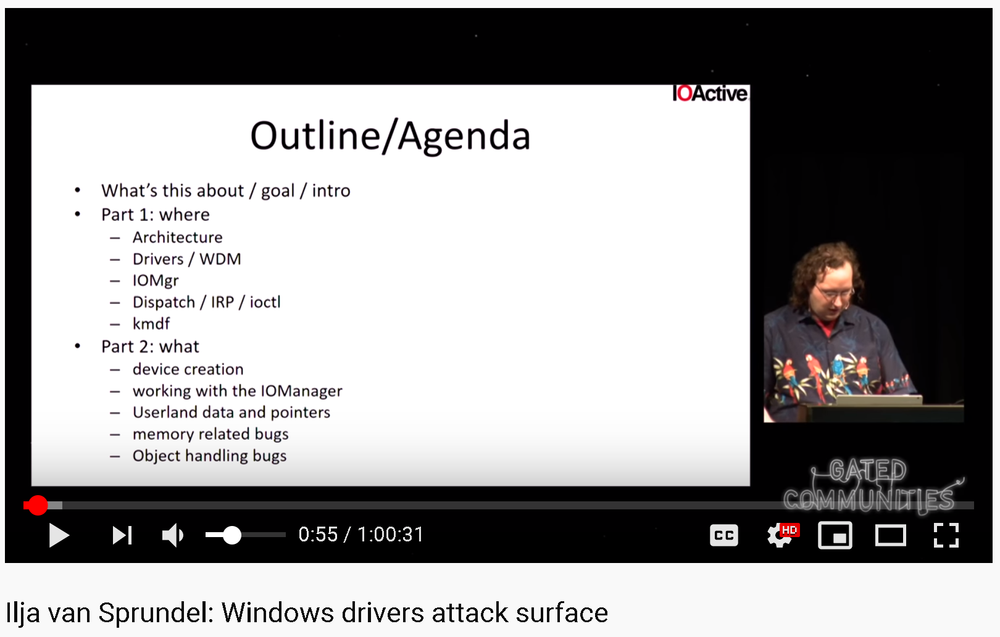 IOActive
Outline/Agenda
• What's this about / goal / intro
• Part 1: where
– Architecture
– Drivers / WDM
– IOMgr
– Dispatch / IRP / ioctl
– kmdf
• Part 2: what
– device creation
– working with the IOManager
– Userland data and pointers
– memory related bugs
– Object handling bugs
GATED
COMMUNITIES
0:55 / 1:00:31
CC
HD
Ilja van Sprundel: Windows drivers attack surface